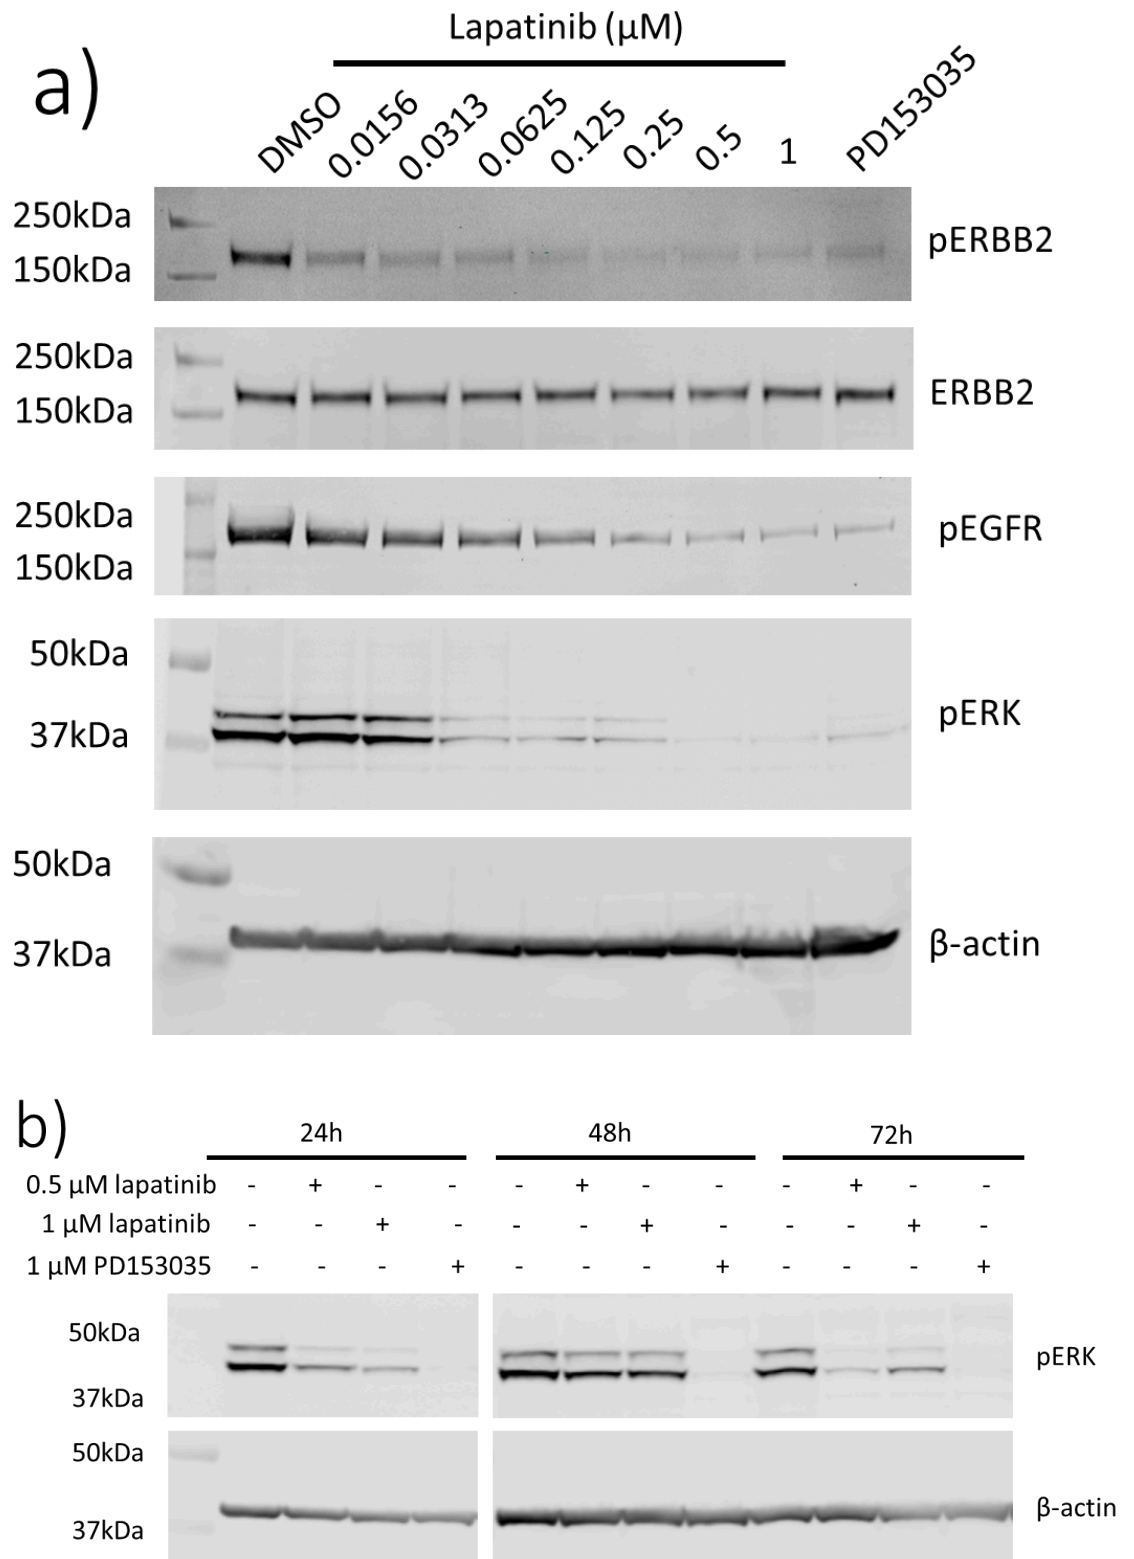 a)
Lapatinib (µM)
DMSO 0.0156 0.0313 0.0625 0.125 0.25 0.5 1 PD153035
250kDa
150kDa
pERBB2
250kDa
150kDa
ERBB2
250kDa
150kDa
pEGFR
50kDa
37kDa
pERK
50kDa
37kDa
β-actin
b)
24h 48h 72h
0.5 µM lapatinib - + - - - + - - - + - -
1 µM lapatinib - - + - - - + - - - + -
1 µM PD153035 - - - + - - - + - - - +
50kDa
37kDa
pERK
50kDa
37kDa
β-actin